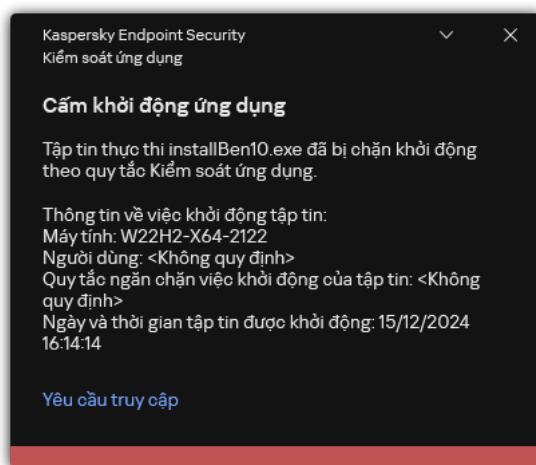 Kaspersky Endpoint Security
Kiểm soát ứng dụng
Cấm khởi động ứng dụng
Tập tin thực thi installBen10.exe đã bị chặn khởi động
theo quy tắc Kiểm soát ứng dụng.
Thông tin về việc khởi động tập tin:
Máy tính: W22H2-X64-2122
Người dùng: <Không quy định>
Quy tắc ngăn chặn việc khởi động của tập tin: <Không
quy định>
Ngày và thời gian tập tin được khởi động: 15/12/2024
16:14:14
Yêu cầu truy cập